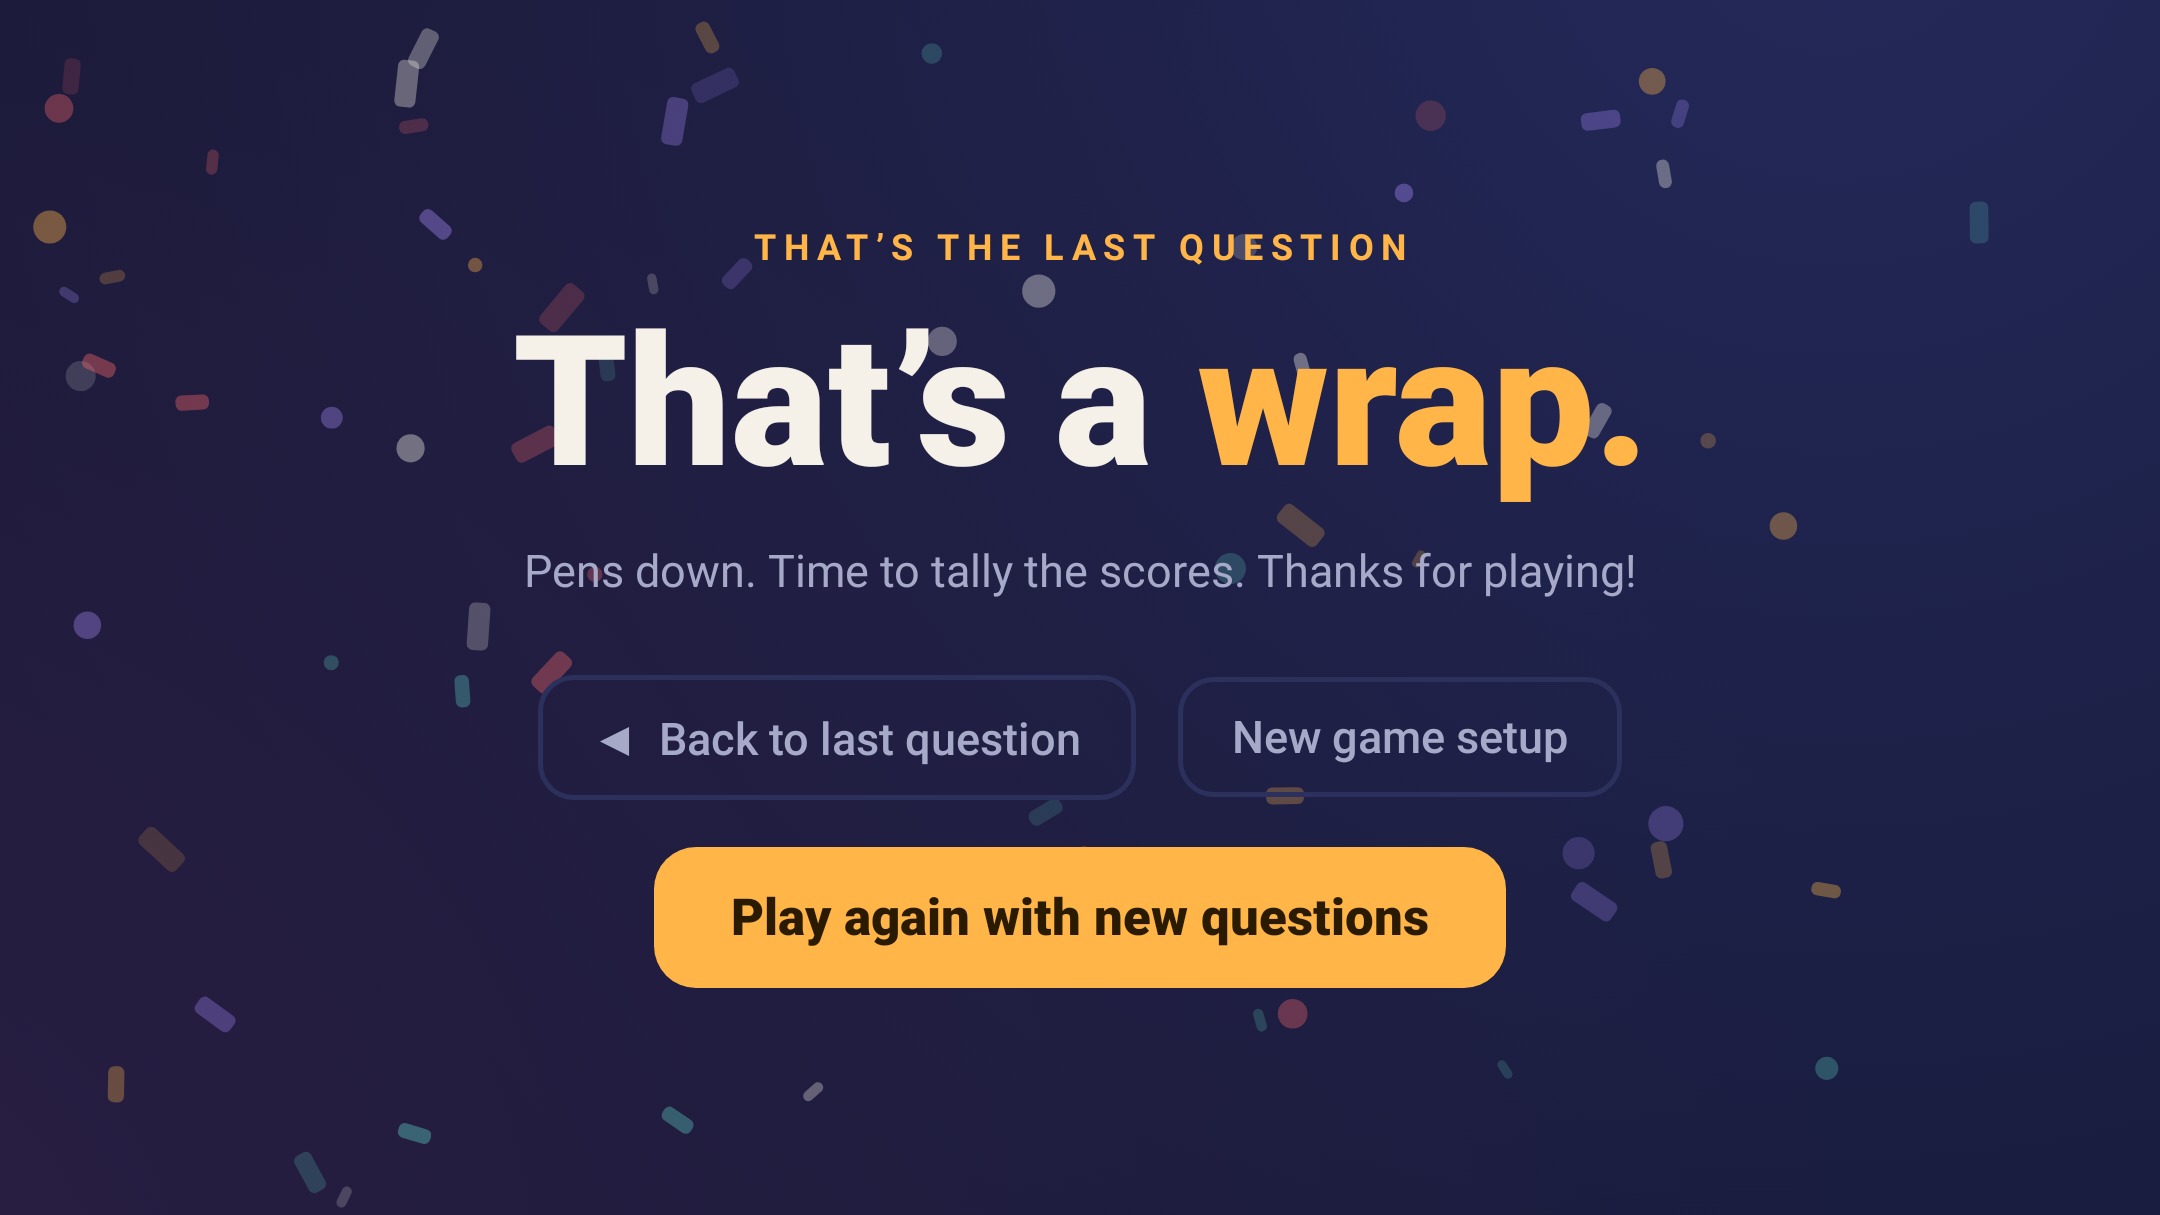 THAT’S THE LAST QUESTION
That’s a wrap.
Pens down. Time to tally the scores. Thanks for playing!
◀ Back to last question
New game setup
Play again with new questions